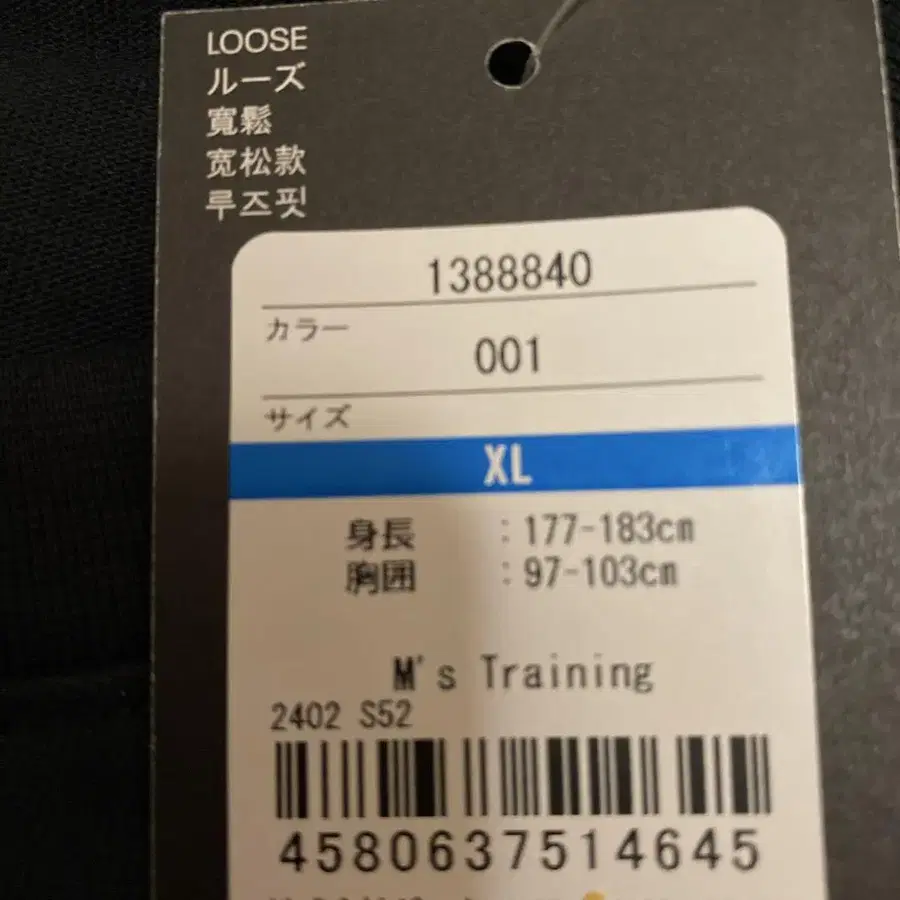 LOOSE
ルーズ
寬鬆
宽松款
루즈핏
1388840
カラー
001
サイズ
XL
身長 : 177-183cm
胸囲 : 97-103cm
M's Training
2402 S52
4580637514645